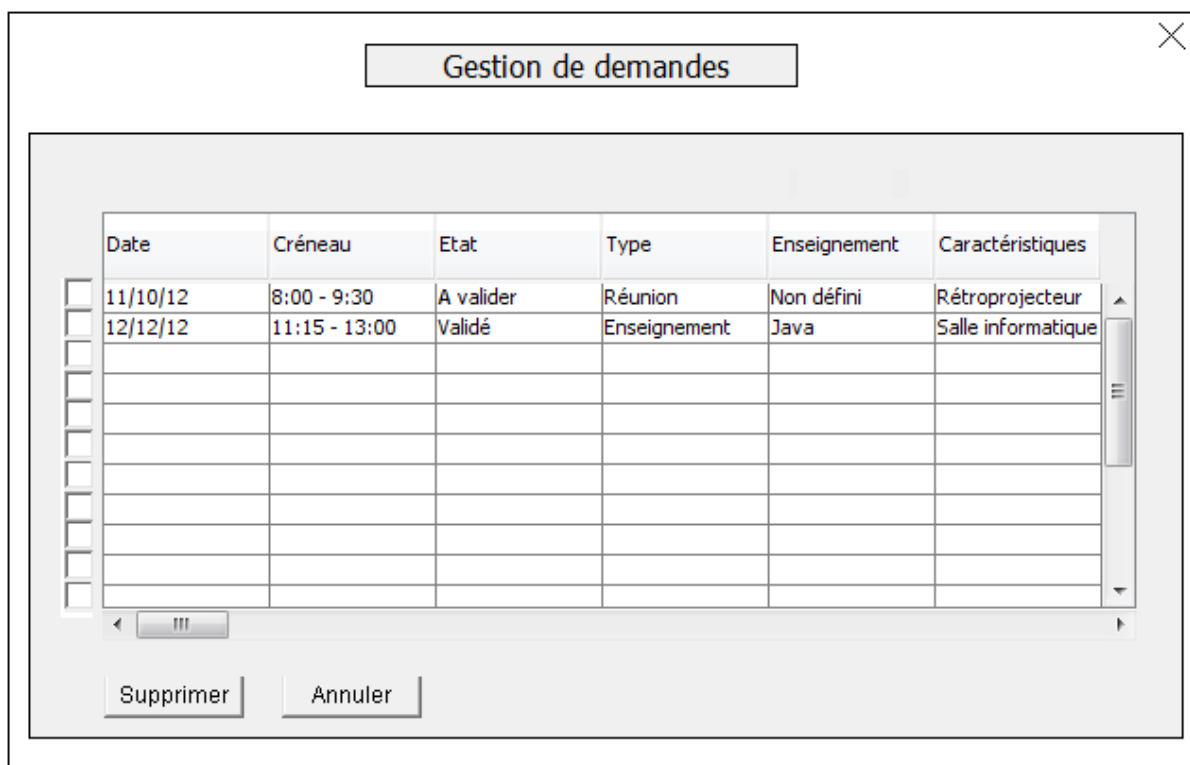 Gestion de demandes
Date Créneau Etat Type Enseignement Caractéristiques
11/10/12 8:00 - 9:30 A valider Réunion Non défini Rétroprojecteur
12/12/12 11:15 - 13:00 Validé Enseignement Java Salle informatique
Supprimer Annuler